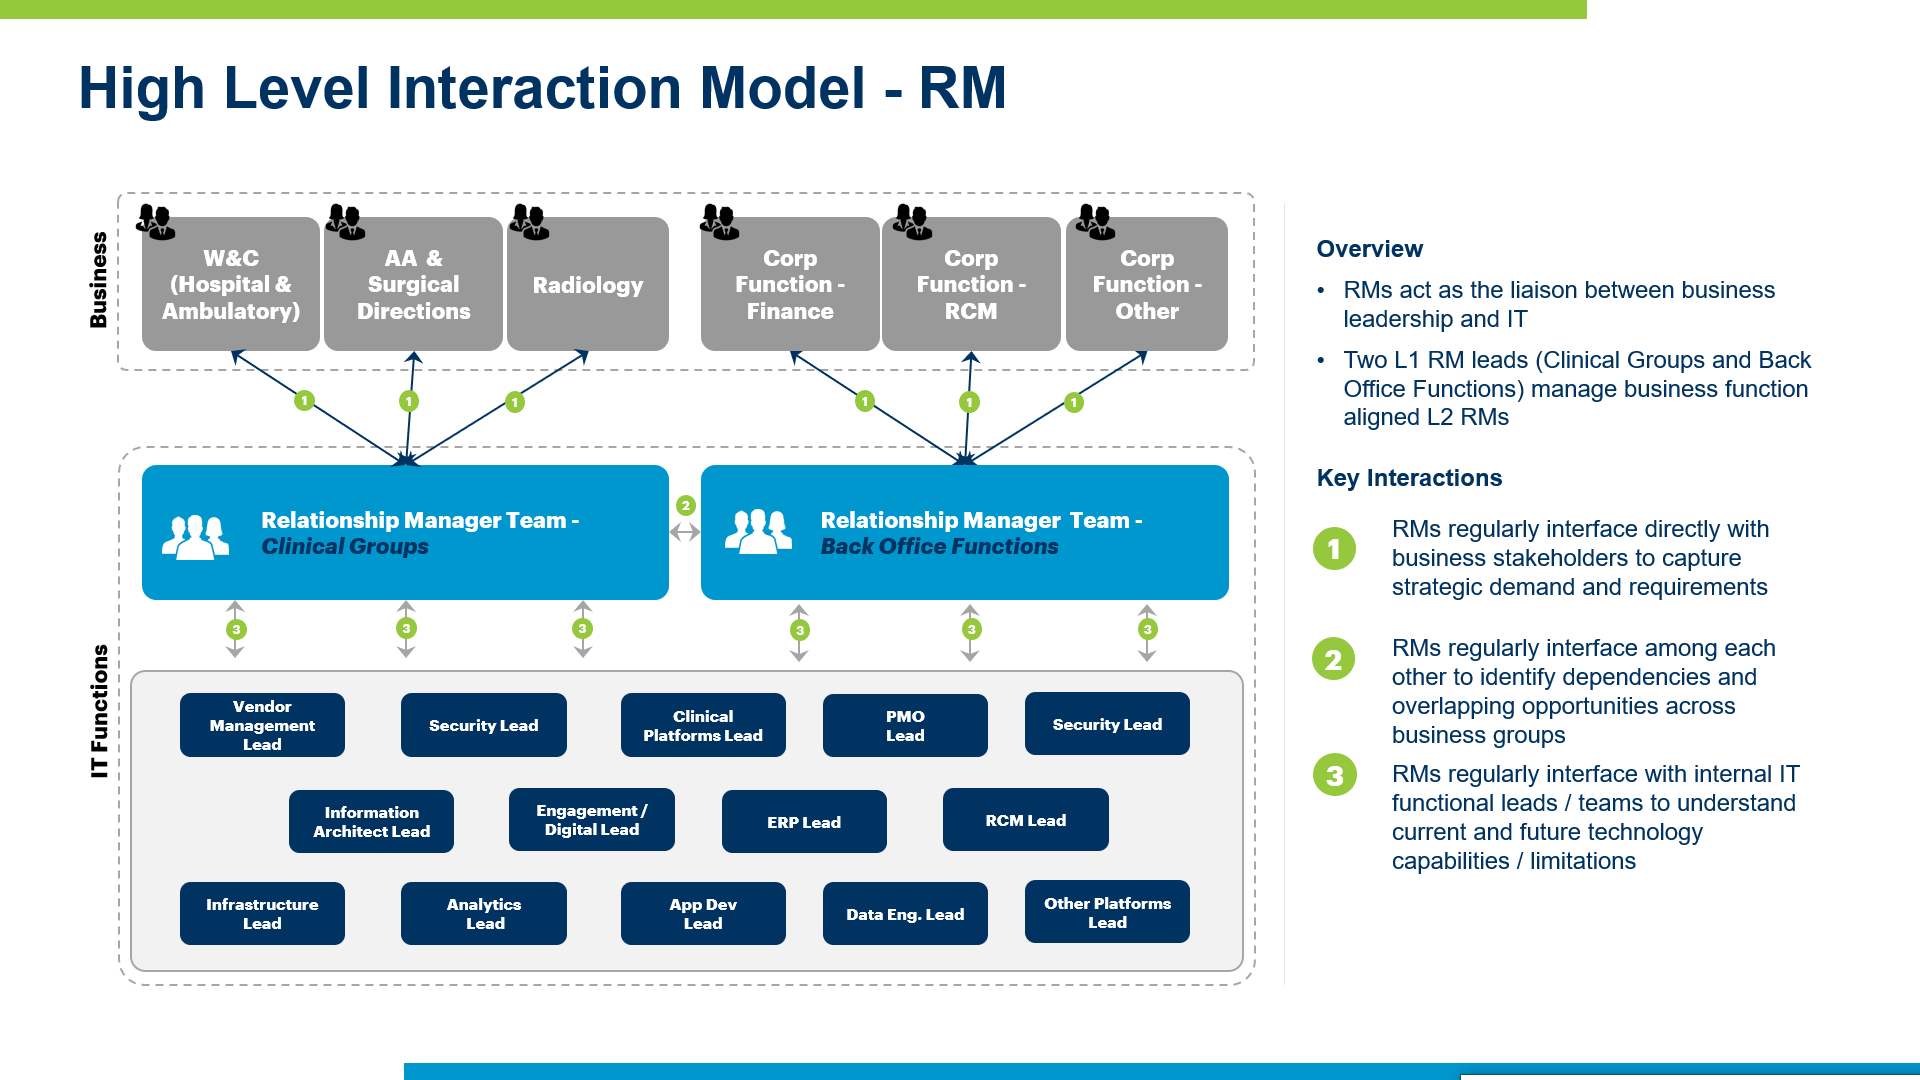 High Level Interaction Model - RM
Business
W&C
(Hospital &
Ambulatory)
AA &
Surgical
Directions
Radiology
Corp
Function -
Finance
Corp
Function -
RCM
Corp
Function -
Other
1
1
1
1
1
1
IT Functions
Relationship Manager Team -
Clinical Groups
2
Relationship Manager Team -
Back Office Functions
3
3
3
3
3
3
Vendor
Management
Lead
Security Lead
Clinical
Platforms Lead
PMO
Lead
Security Lead
Information
Architect Lead
Engagement /
Digital Lead
ERP Lead
RCM Lead
Infrastructure
Lead
Analytics
Lead
App Dev
Lead
Data Eng. Lead
Other Platforms
Lead
Overview
• RMs act as the liaison between business
leadership and IT
• Two L1 RM leads (Clinical Groups and Back
Office Functions) manage business function
aligned L2 RMs
Key Interactions
1
RMs regularly interface directly with
business stakeholders to capture
strategic demand and requirements
2
RMs regularly interface among each
other to identify dependencies and
overlapping opportunities across
business groups
3
RMs regularly interface with internal IT
functional leads / teams to understand
current and future technology
capabilities / limitations